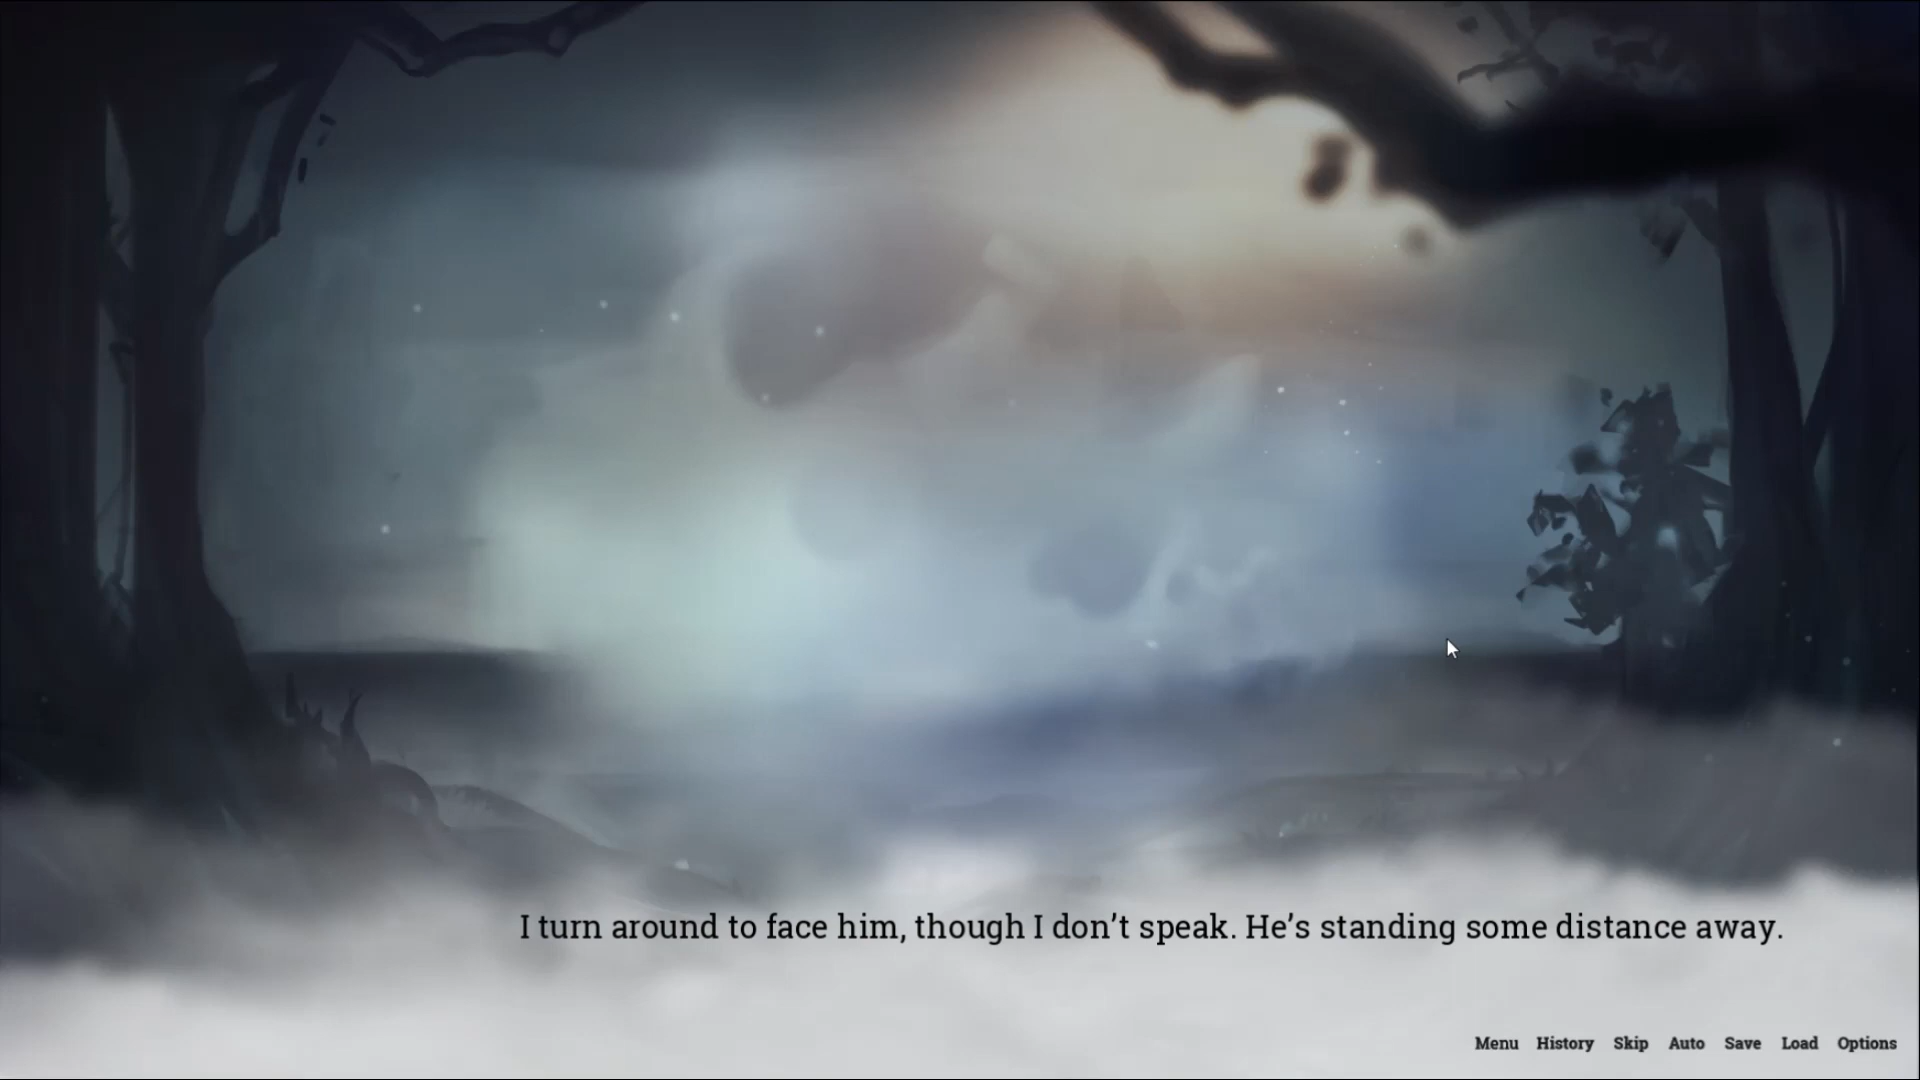 I turn around to face him, though I don’t speak. He’s standing some distance away.
Menu History Skip Auto Save Load Options